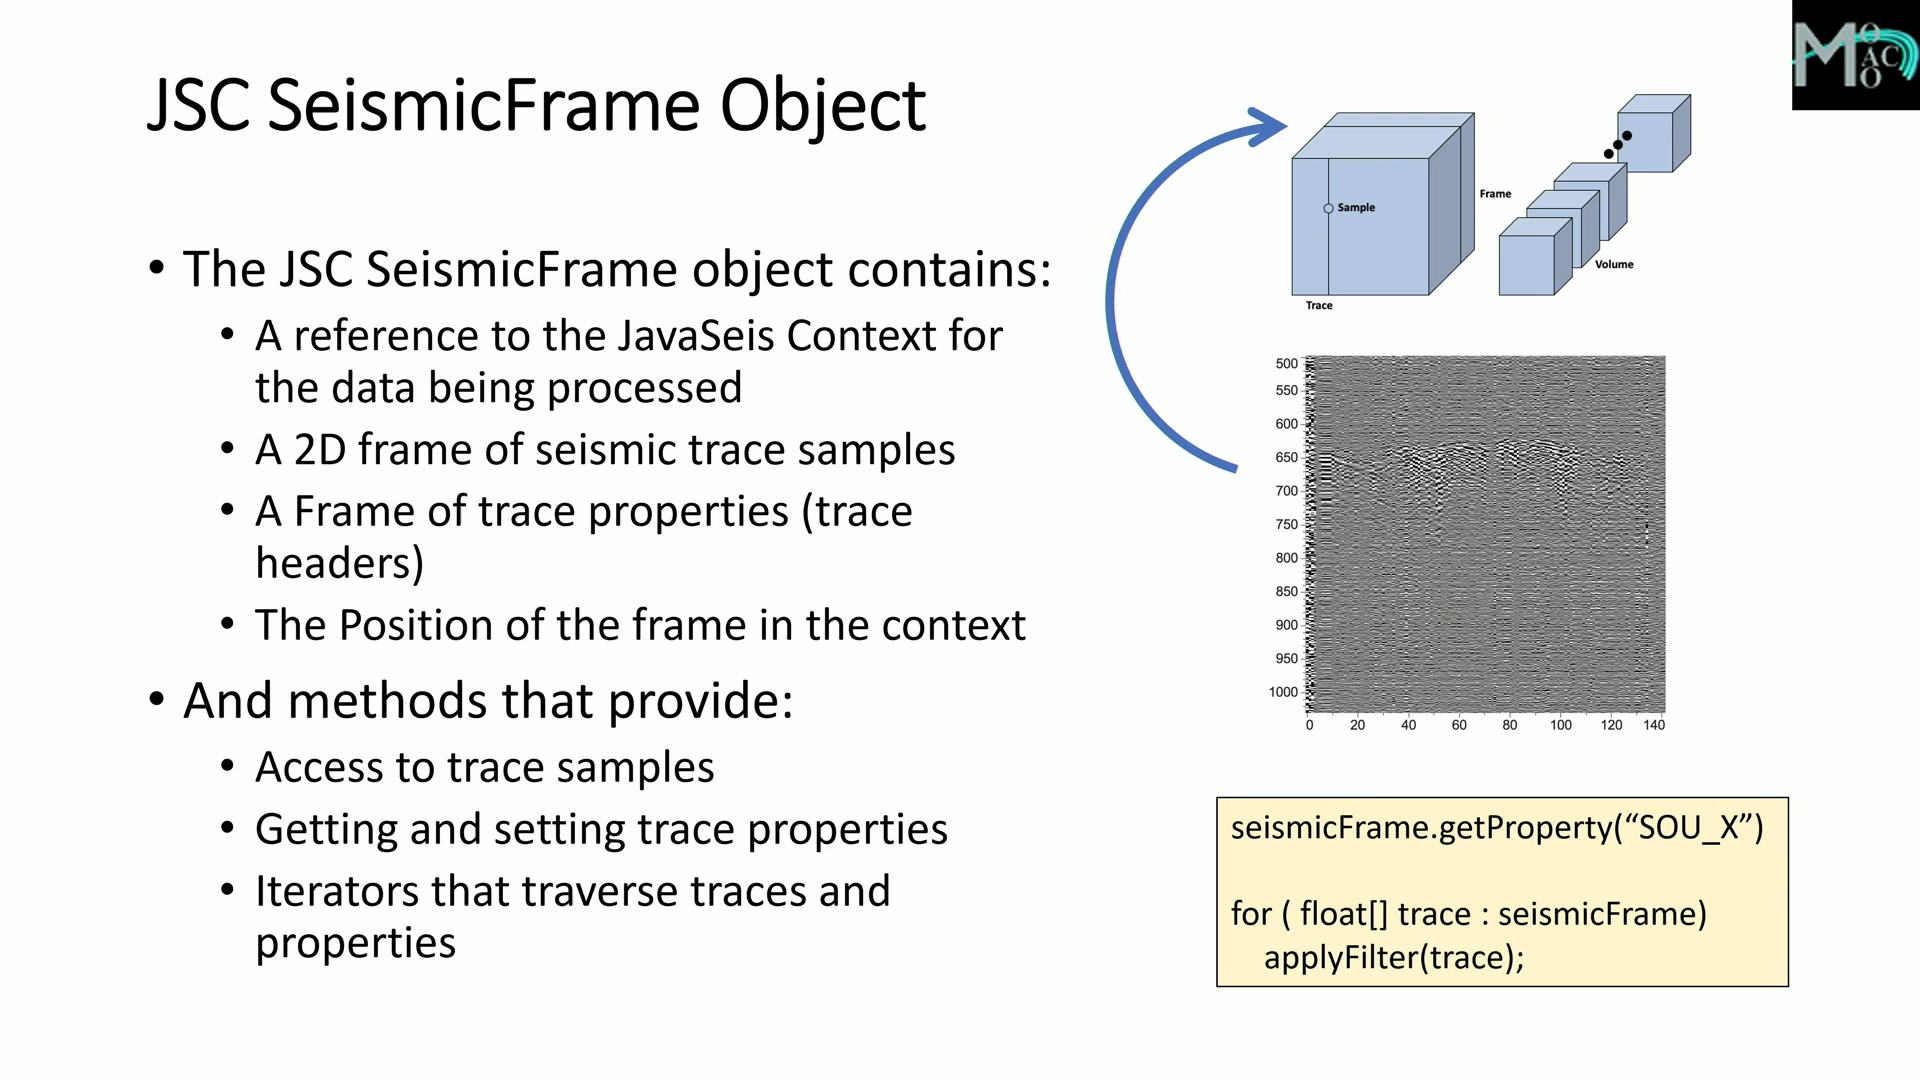 JSC SeismicFrame Object
• The JSC SeismicFrame object contains:
• A reference to the JavaSeis Context for
the data being processed
• A 2D frame of seismic trace samples
• A Frame of trace properties (trace
headers)
• The Position of the frame in the context
• And methods that provide:
• Access to trace samples
• Getting and setting trace properties
• Iterators that traverse traces and
properties
MOACO
Sample
Frame
Trace
Volume
500
550
600
650
700
750
800
850
900
950
1000
0 20 40 60 80 100 120 140
seismicFrame.getProperty(“SOU_X”)
for ( float[] trace : seismicFrame)
applyFilter(trace);